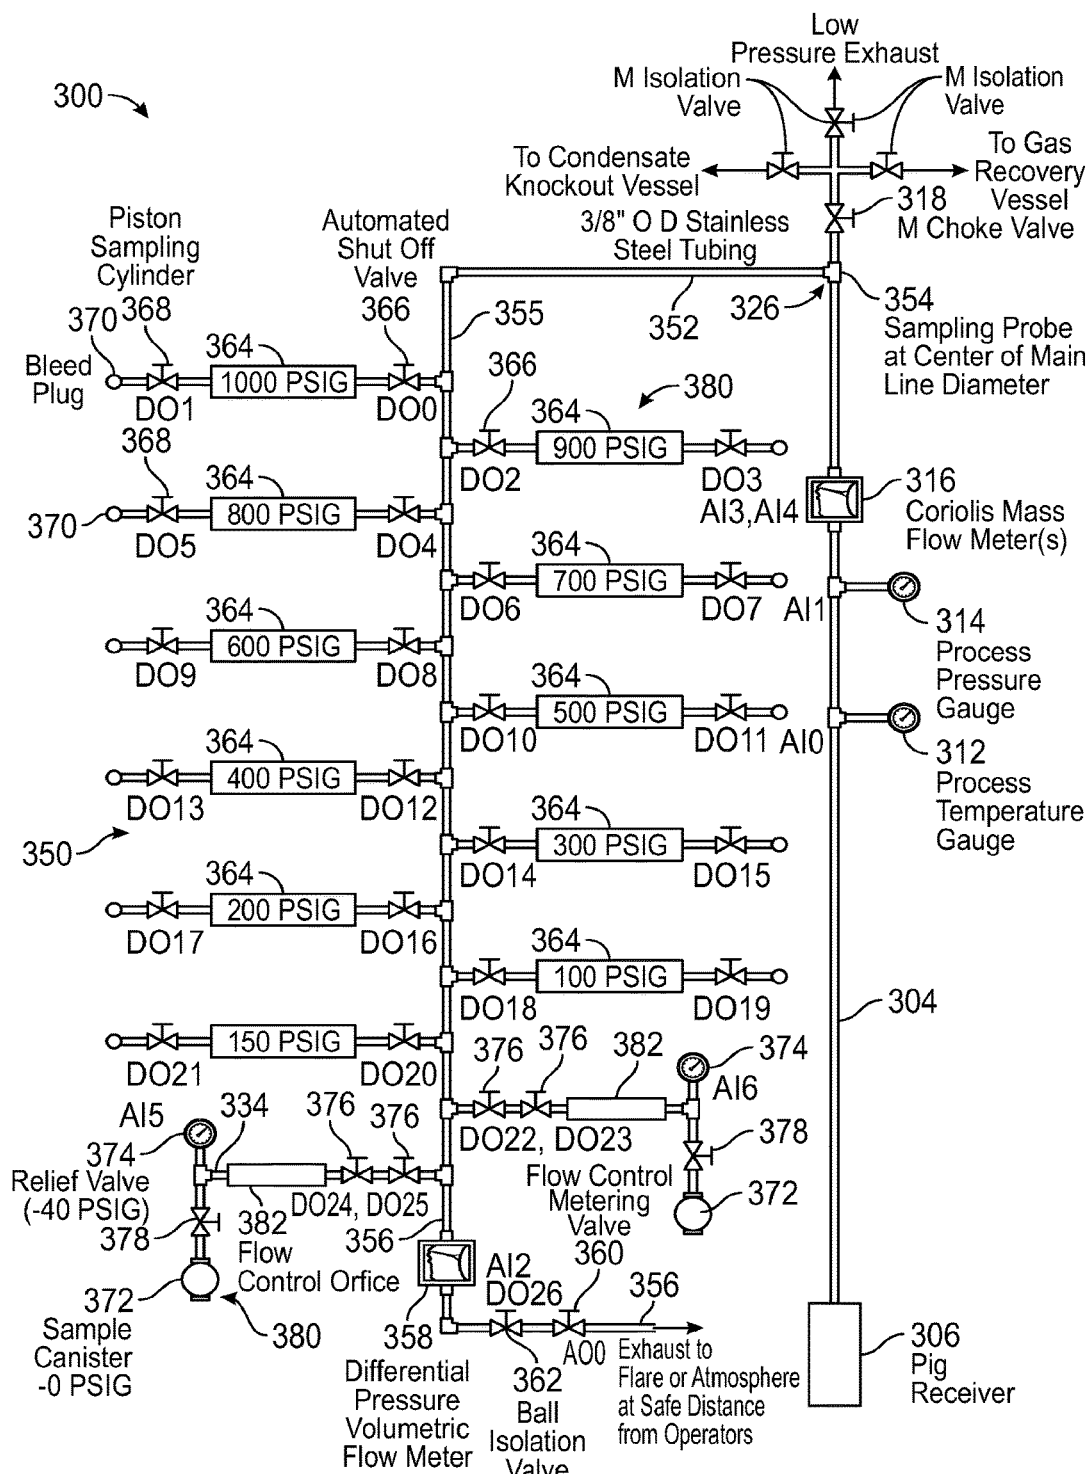 Low
Pressure Exhaust
M Isolation
Valve
M Isolation
Valve
300
To Condensate
Knockout Vessel
To Gas
Recovery
Vessel
318
M Choke Valve
Piston
Sampling
Cylinder
Automated
Shut Off
Valve
3/8" O D Stainless
Steel Tubing
352
326
354
Sampling Probe
at Center of Main
Line Diameter
370
368
364
366
355
Bleed
Plug
1000 PSIG
DO1
DO0
366
364
380
900 PSIG
DO2
DO3
368
364
370
800 PSIG
DO5
DO4
AI3,AI4
316
Coriolis Mass
Flow Meter(s)
364
700 PSIG
DO6
DO7
AI1
314
Process
Pressure
Gauge
364
600 PSIG
DO9
DO8
364
500 PSIG
DO10
DO11
AI0
312
Process
Temperature
Gauge
364
400 PSIG
DO13
DO12
350
364
300 PSIG
DO14
DO15
364
200 PSIG
DO17
DO16
364
100 PSIG
DO18
DO19
304
150 PSIG
DO21
DO20
376
376
382
374
AI6
DO22, DO23
378
372
Flow Control
Metering
Valve
360
AI5
334
376
376
374
Relief Valve
(-40 PSIG)
378
DO24, DO25
382
Flow
Control Orfice
356
372
Sample
Canister
-0 PSIG
380
358
Differential
Pressure
Volumetric
Flow Meter
AI2
DO26
356
AO0
362
Ball
Isolation
Valve
Exhaust to
Flare or Atmosphere
at Safe Distance
from Operators
306
Pig
Receiver